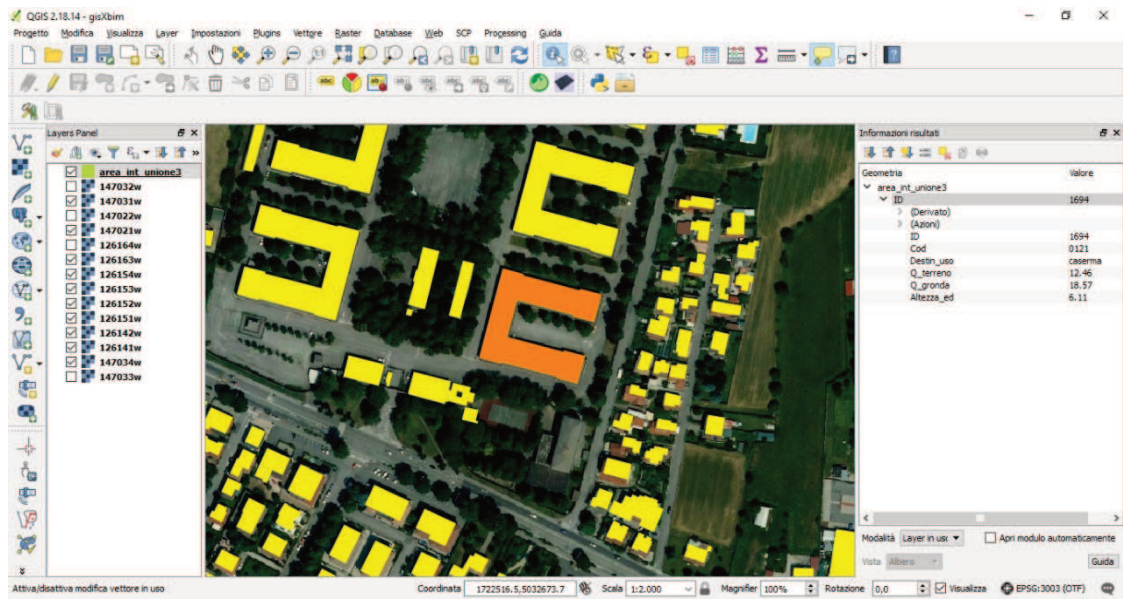 QGIS 2.18.14 - gisXbim
Progetto Modifica Visualizza Layer Impostazioni Plugins Vettore Raster Database Web SCP Processing Guida
Layers Panel
area_int_unione3
147032w
147031w
147022w
147021w
126164w
126163w
126154w
126153w
126152w
126151w
126142w
126141w
147034w
147033w
Informazioni risultati
Geometria Valore
area_int_unione3
ID 1694
(Derivato)
(Azioni)
ID 1694
Cod 0121
Destin_uso caserma
Q_terreno 12.46
Q_gronda 18.57
Altezza_ed 6.11
Modalità Layer in uso Apri modulo automaticamente
Vista Albero Guida
Attiva/disattiva modifica vettore in uso Coordinata 1722516.5,5032673.7 Scala 1:2.000 Magnifier 100% Rotazione 0,0 Visualizza EPSG:3003 (OTF)